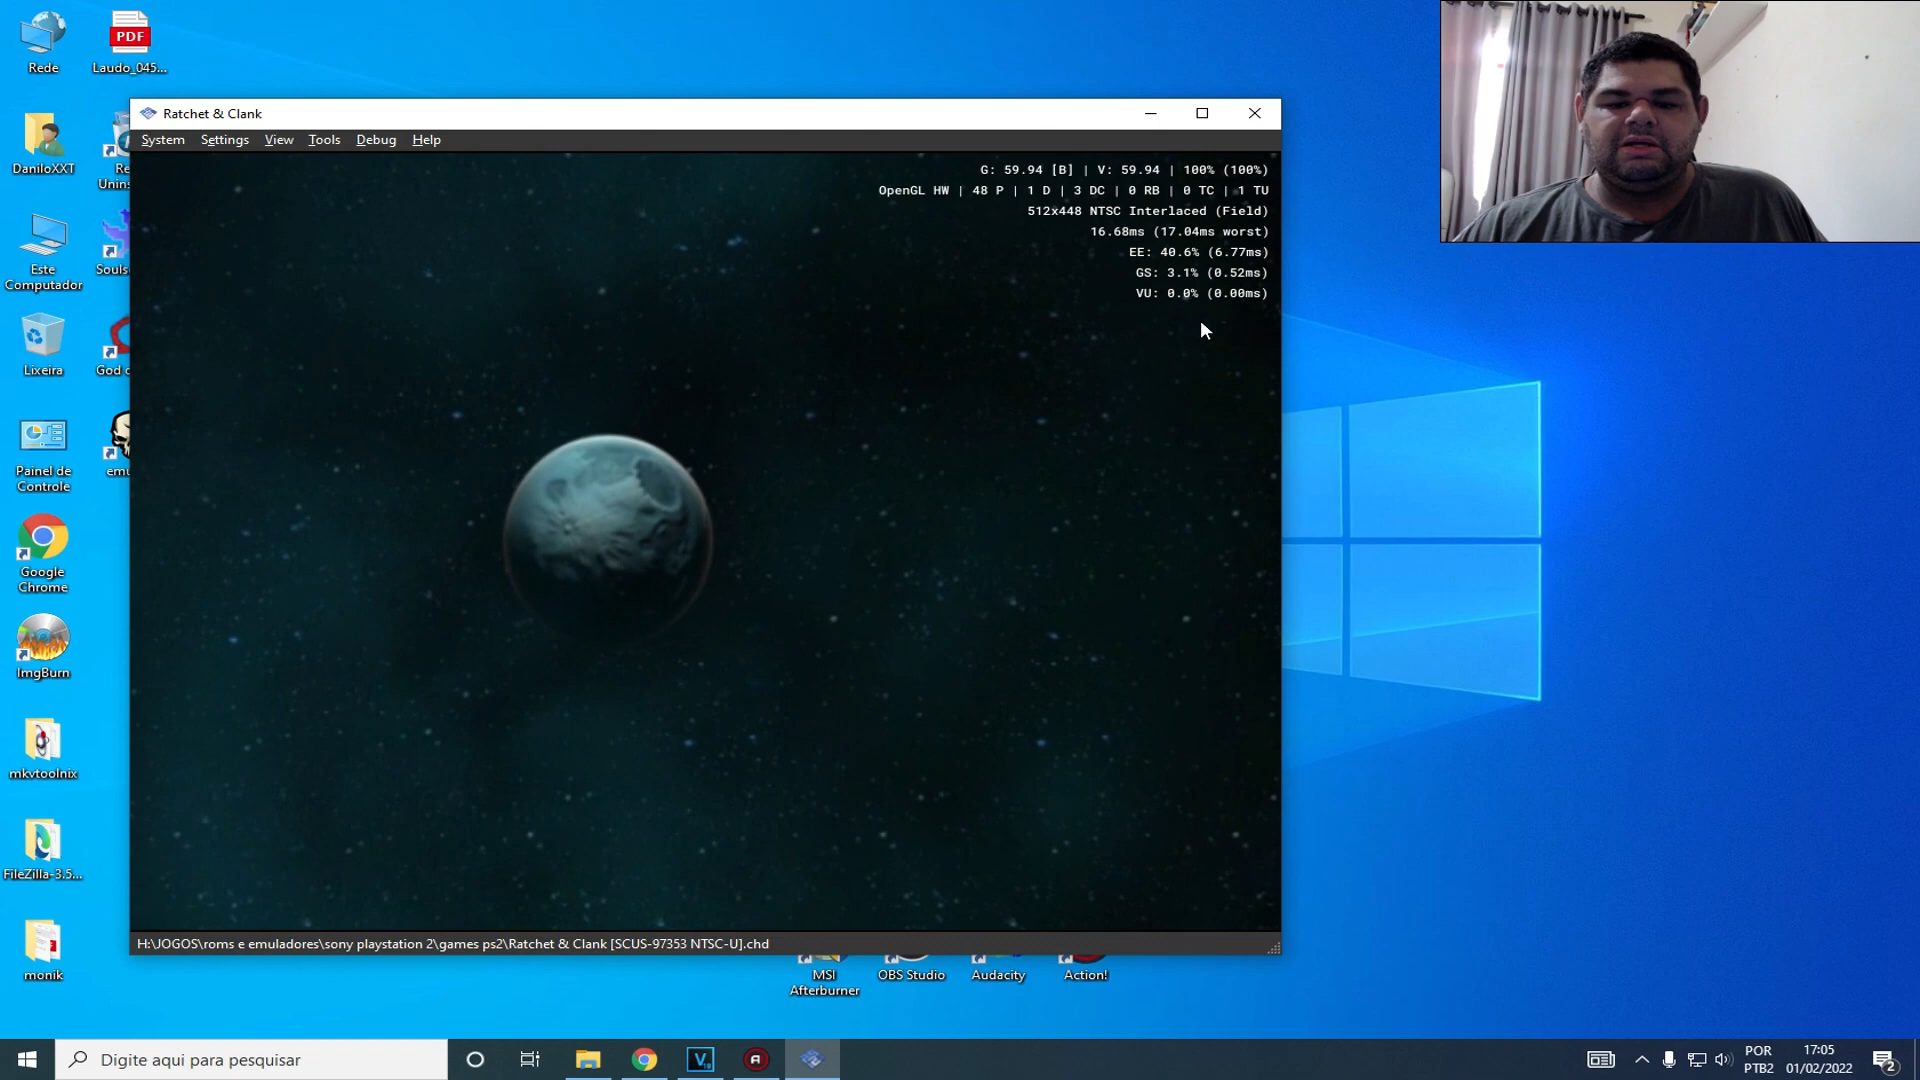 Rede
PDF
Laudo_045...
DaniloXXT
Re
Unins
Este
Computador
Souls
Lixeira
God
Painel de
Controle
emu
Google
Chrome
ImgBurn
mkvtoolnix
FileZilla-3.5...
monik
Ratchet & Clank
System Settings View Tools Debug Help
G: 59.94 [B] | V: 59.94 | 100% (100%)
OpenGL HW | 48 P | 1 D | 3 DC | 0 RB | 0 TC | 1 TU
512x448 NTSC Interlaced (Field)
16.68ms (17.04ms worst)
EE: 40.6% (6.77ms)
GS: 3.1% (0.52ms)
VU: 0.0% (0.00ms)
H:\JOGOS\roms e emuladores\sony playstation 2\games ps2\Ratchet & Clank [SCUS-97353 NTSC-U].chd
MSI
Afterburner
OBS Studio
Audacity
Action!
Digite aqui para pesquisar
POR
PTB2
17:05
01/02/2022
2